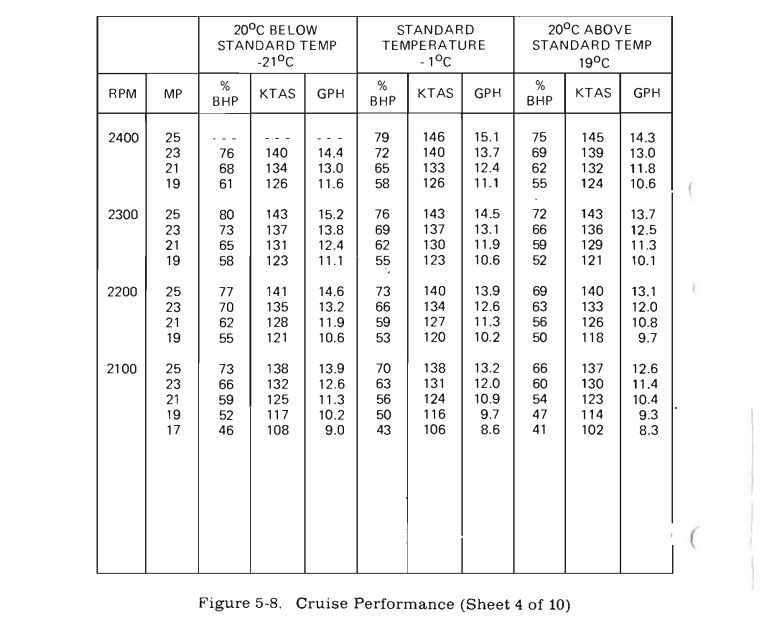 20°C BELOW STANDARD TEMP -21°C | STANDARD TEMPERATURE - 1°C | 20°C ABOVE STANDARD TEMP 19°C
RPM MP % BHP KTAS GPH % BHP KTAS GPH % BHP KTAS GPH
2400 25 - - - - - - - - - 79 146 15.1 75 145 14.3
23 76 140 14.4 72 140 13.7 69 139 13.0
21 68 134 13.0 65 133 12.4 62 132 11.8
19 61 126 11.6 58 126 11.1 55 124 10.6
2300 25 80 143 15.2 76 143 14.5 72 143 13.7
23 73 137 13.8 69 137 13.1 66 136 12.5
21 65 131 12.4 62 130 11.9 59 129 11.3
19 58 123 11.1 55 123 10.6 52 121 10.1
2200 25 77 141 14.6 73 140 13.9 69 140 13.1
23 70 135 13.2 66 134 12.6 63 133 12.0
21 62 128 11.9 59 127 11.3 56 126 10.8
19 55 121 10.6 53 120 10.2 50 118 9.7
2100 25 73 138 13.9 70 138 13.2 66 137 12.6
23 66 132 12.6 63 131 12.0 60 130 11.4
21 59 125 11.3 56 124 10.9 54 123 10.4
19 52 117 10.2 50 116 9.7 47 114 9.3
17 46 108 9.0 43 106 8.6 41 102 8.3
Figure 5-8. Cruise Performance (Sheet 4 of 10)